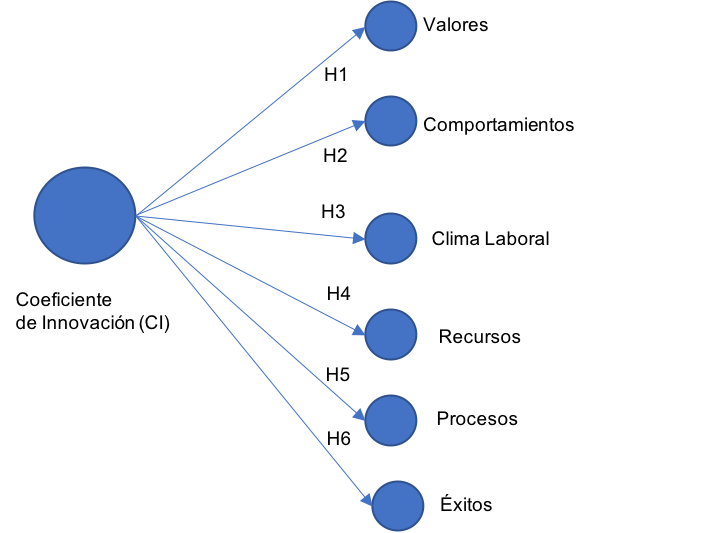 Valores
H1
Comportamientos
H2
H3
Clima Laboral
H4
Coeficiente
de Innovación (CI)
Recursos
H5
Procesos
H6
Éxitos